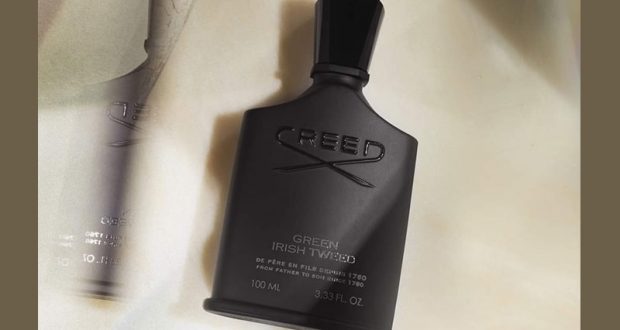 CREED
GREEN
IRISH TWEED
DE PÈRE EN FILS DEPUIS 1760
FROM FATHER TO SON SINCE 1760
100 ML 3.33 FL. OZ.